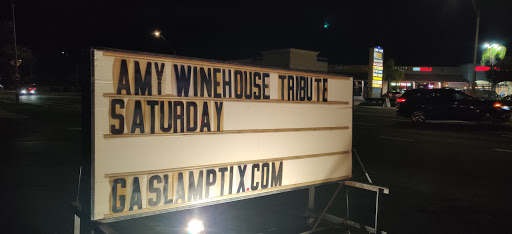 AMY WINEHOUSE TRIBUTE
SATURDAY
GASLAMPTIX.COM